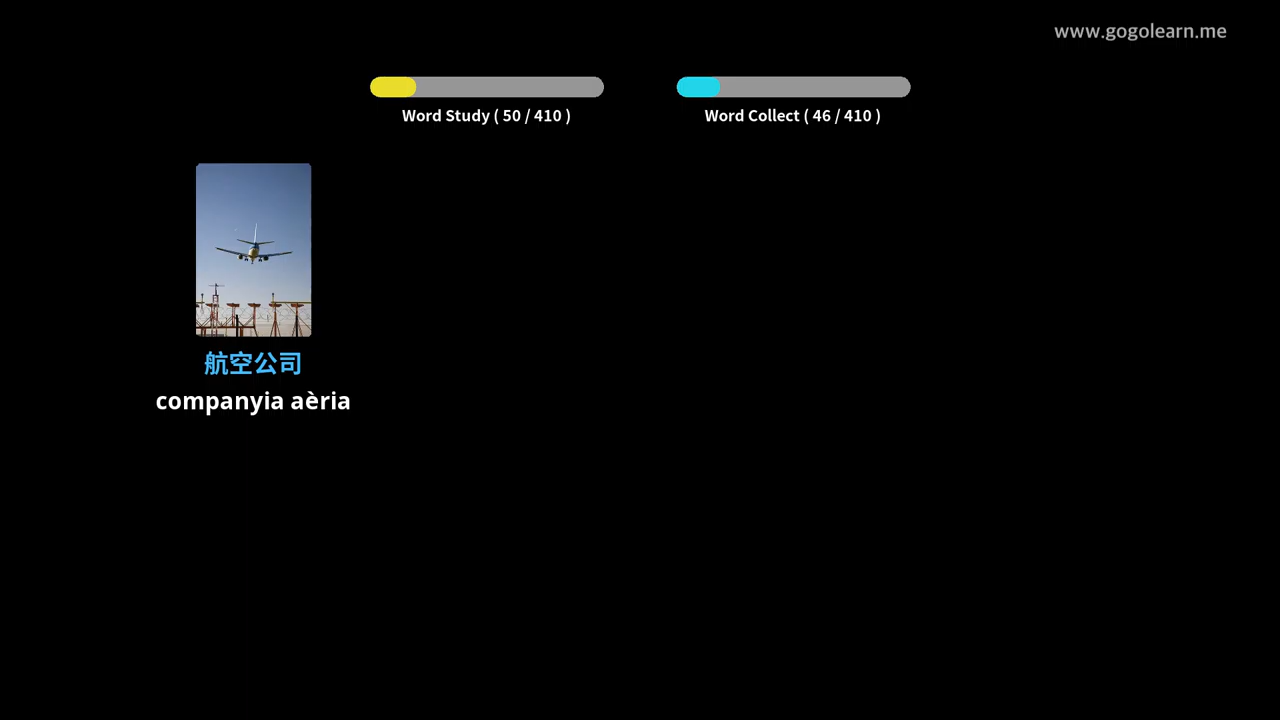 www.gogolearn.me
Word Study ( 50 / 410 )
Word Collect ( 46 / 410 )
航空公司
companyia aèria